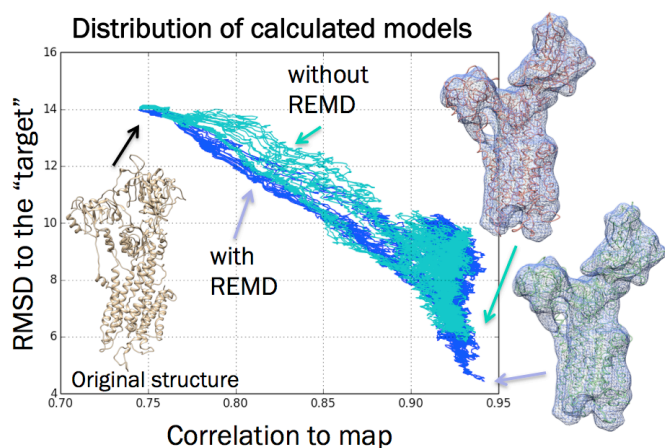 Distribution of calculated models
RMSD to the “target”
16
14
12
10
8
6
4
without
REMD
with
REMD
Original structure
0.70
0.75
0.80
0.85
0.90
0.95
Correlation to map